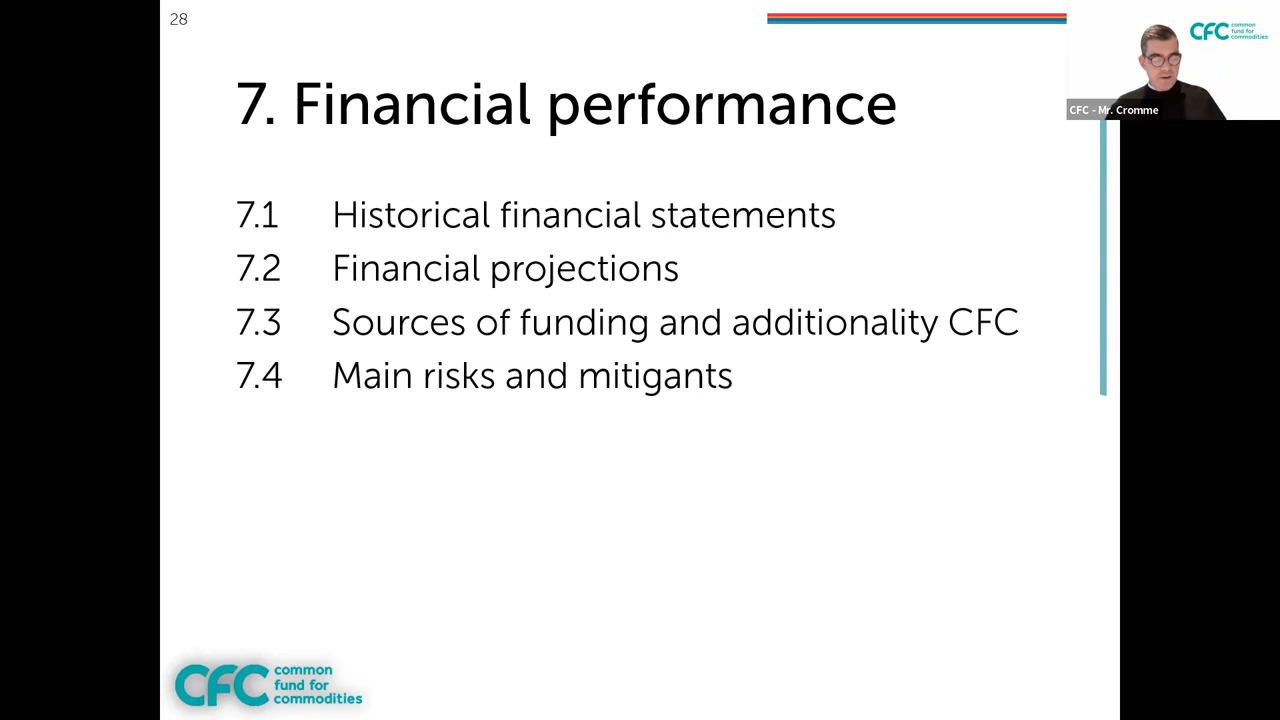 28
7. Financial performance
7.1 Historical financial statements
7.2 Financial projections
7.3 Sources of funding and additionality CFC
7.4 Main risks and mitigants
CFC common
fund for
commodities
CFC common
fund for
commodities
CFC - Mr. Cromme